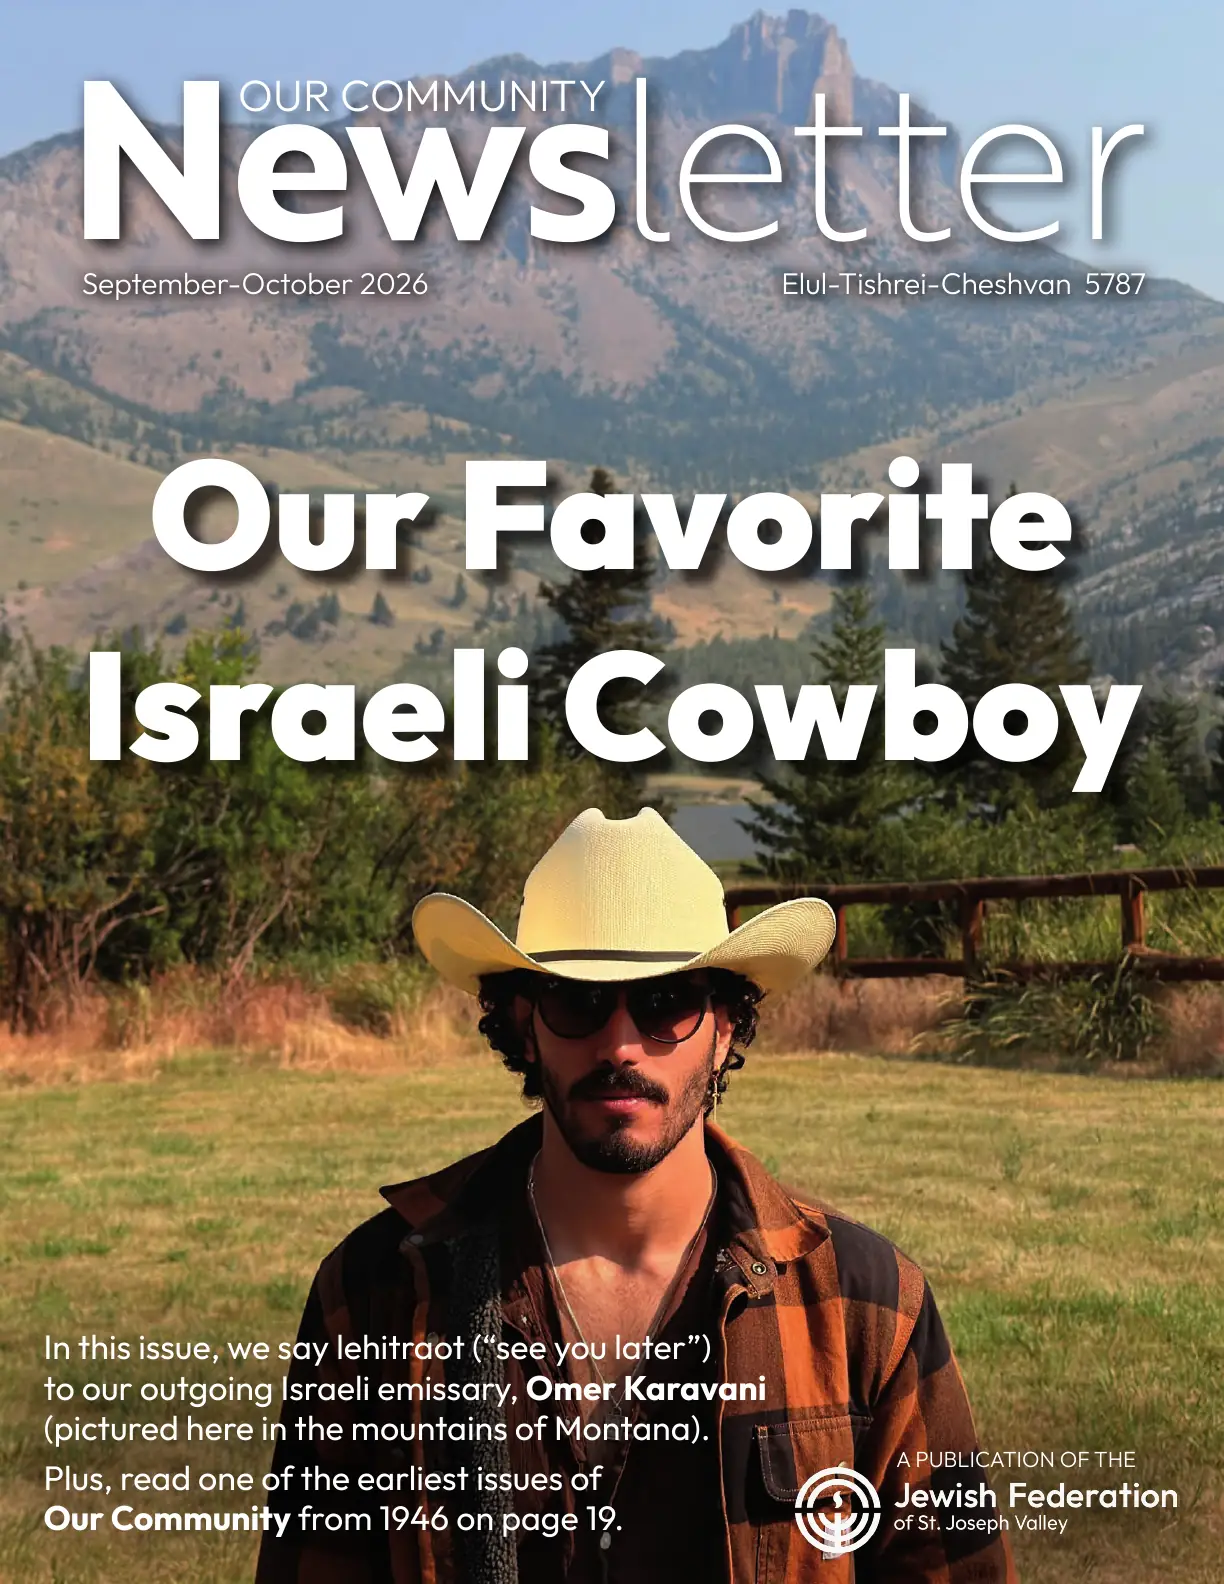 OUR COMMUNITY
Newsletter
September-October 2026
Elul-Tishrei-Cheshvan 5787
Our Favorite
Israeli Cowboy
In this issue, we say lehitraot (“see you later”)
to our outgoing Israeli emissary, Omer Karavani
(pictured here in the mountains of Montana).
Plus, read one of the earliest issues of
Our Community from 1946 on page 19.
A PUBLICATION OF THE
Jewish Federation
of St. Joseph Valley